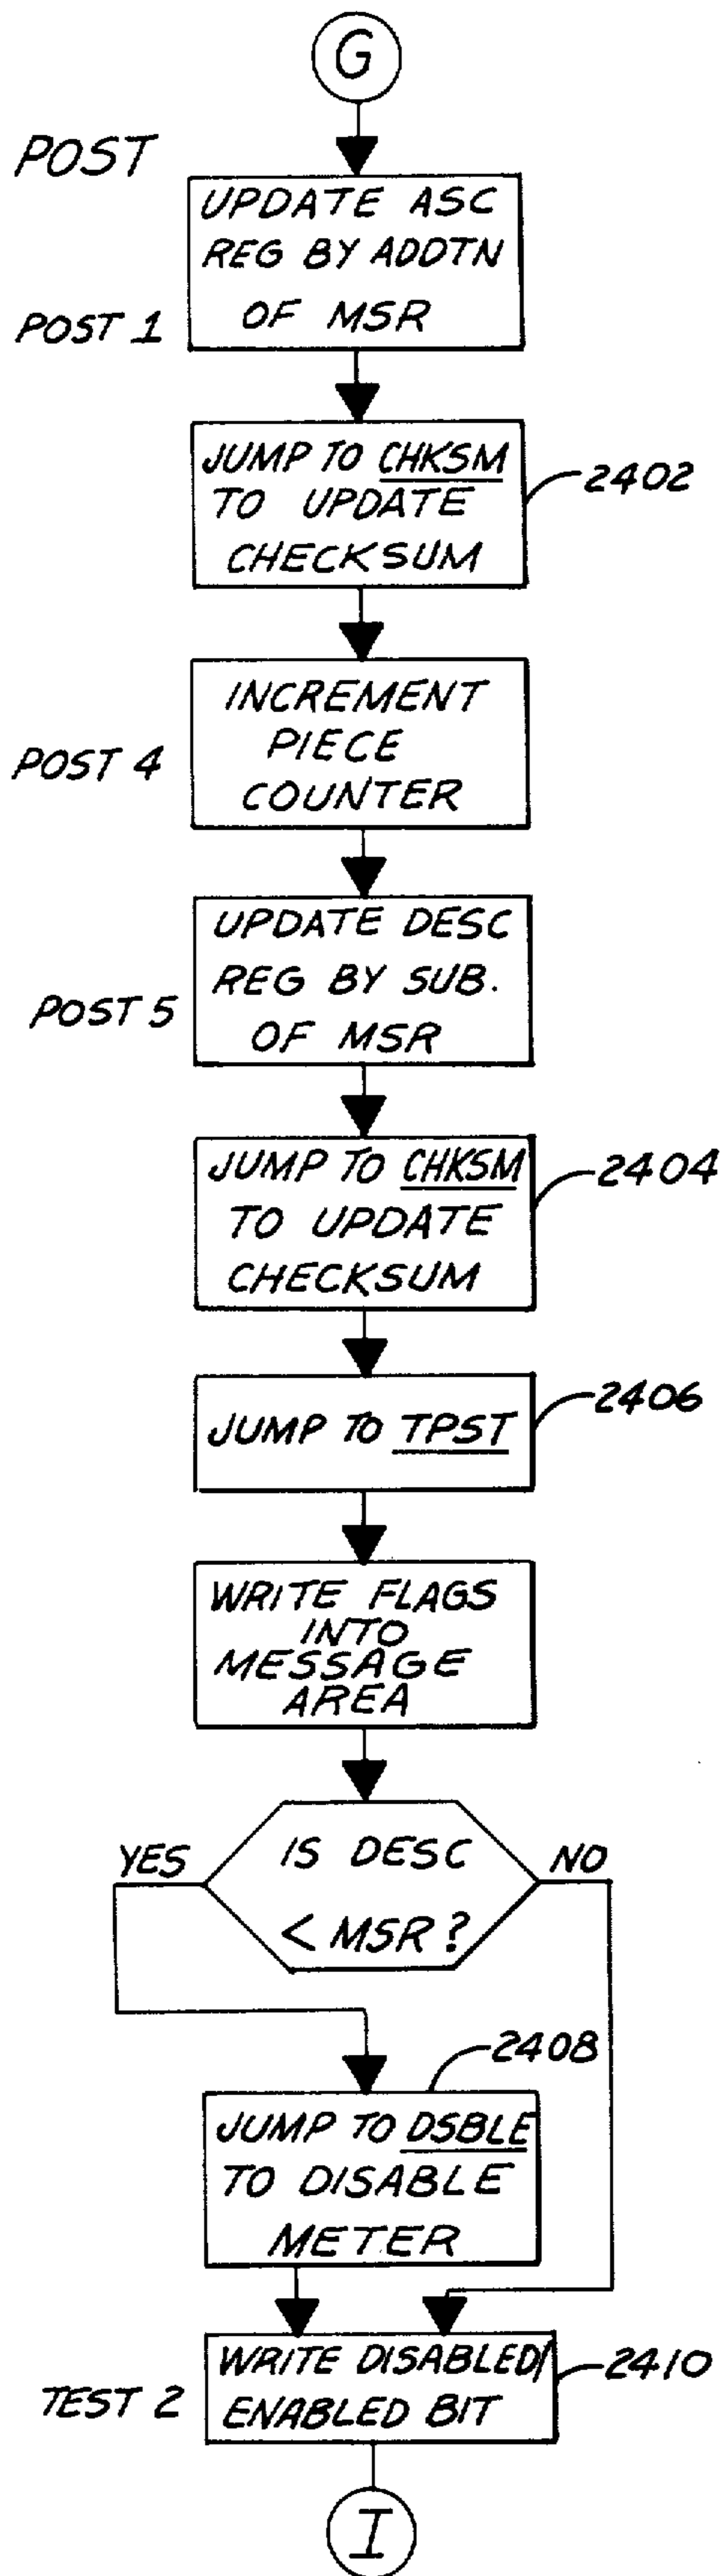 G
POST
UPDATE ASC
REG BY ADDTN
OF MSR
POST 1
JUMP TO CHKSM
TO UPDATE
CHECKSUM
2402
INCREMENT
PIECE
COUNTER
POST 4
UPDATE DESC
REG BY SUB.
OF MSR
POST 5
JUMP TO CHKSM
TO UPDATE
CHECKSUM
2404
JUMP TO TPST
2406
WRITE FLAGS
INTO
MESSAGE
AREA
YES
IS DESC
< MSR?
NO
2408
JUMP TO DSBLE
TO DISABLE
METER
WRITE DISABLED/
ENABLED BIT
2410
TEST 2
I